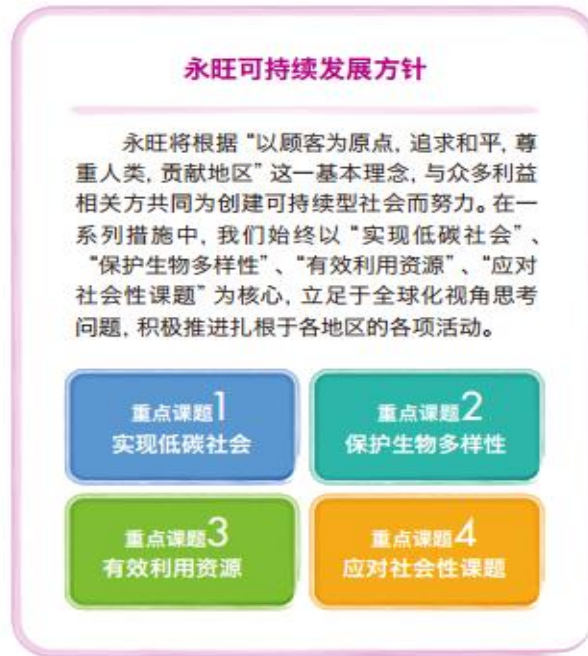 永旺可持续发展方针
永旺将根据“以顾客为原点, 追求和平, 尊
重人类, 贡献地区”这一基本理念, 与众多利益
相关方共同为创建可持续型社会而努力。在一
系列措施中, 我们始终以“实现低碳社会”、
“保护生物多样性”、“有效利用资源”、“应对
社会性课题”为核心, 立足于全球化视角思考
问题, 积极推进扎根于各地区的各项活动。
重点课题1
实现低碳社会
重点课题2
保护生物多样性
重点课题3
有效利用资源
重点课题4
应对社会性课题